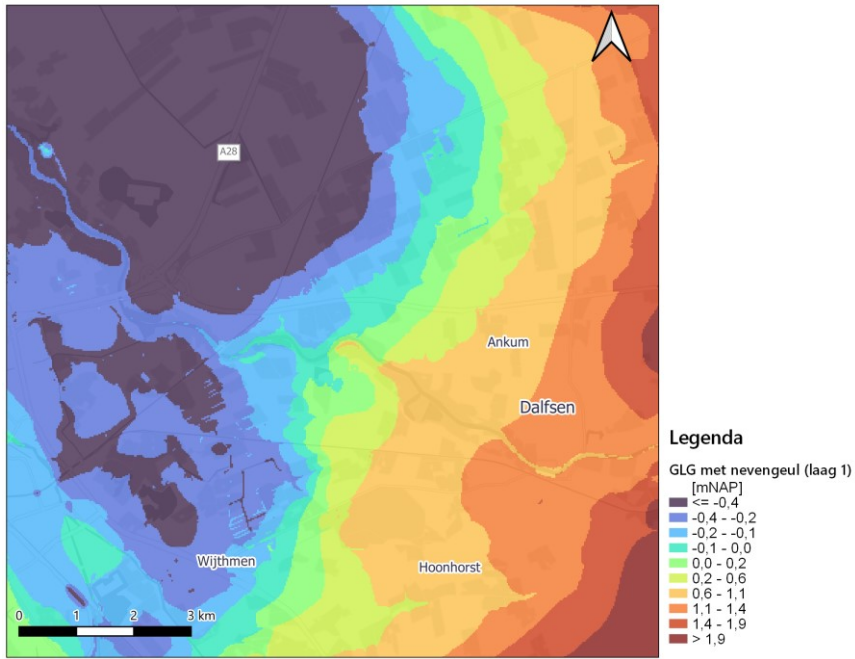 A28
Ankum
Dalfsen
Wijthmen
Hoonhorst
0 1 2 3 km
Legenda
GLG met nevengeul (laag 1)
[mNAP]
<= -0,4
-0,4 - -0,2
-0,2 - -0,1
-0,1 - 0,0
0,0 - 0,2
0,2 - 0,6
0,6 - 1,1
1,1 - 1,4
1,4 - 1,9
> 1,9